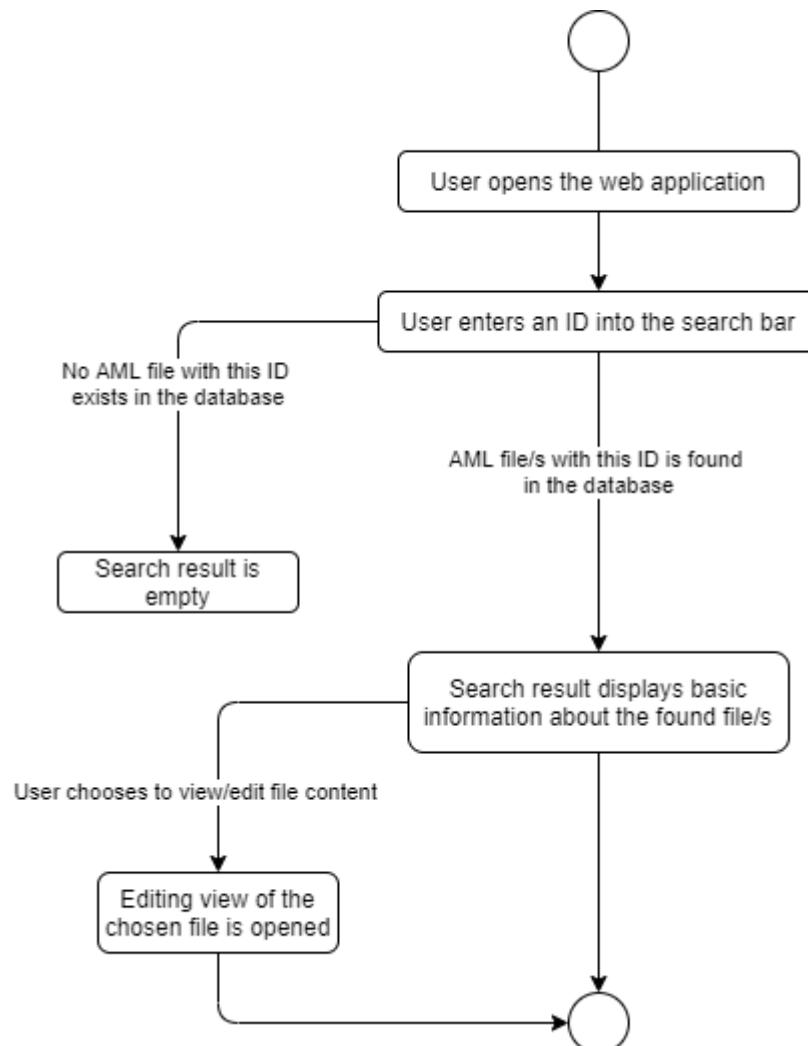 User opens the web application
User enters an ID into the search bar
No AML file with this ID
exists in the database
AML file/s with this ID is found
in the database
Search result is
empty
Search result displays basic
information about the found file/s
User chooses to view/edit file content
Editing view of the
chosen file is opened